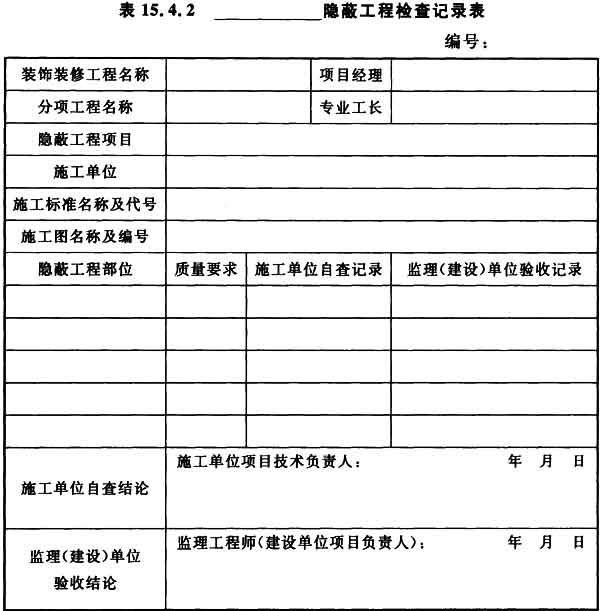 表 15.4.2 ____________隐蔽工程检查记录表
编号：
装饰装修工程名称 项目经理
分项工程名称 专业工长
隐蔽工程项目
施工单位
施工标准名称及代号
施工图名称及编号
隐蔽工程部位 质量要求 施工单位自查记录 监理（建设）单位验收记录
施工单位自查结论
施工单位项目技术负责人： 年 月 日
监理（建设）单位
验收结论
监理工程师（建设单位项目负责人）： 年 月 日